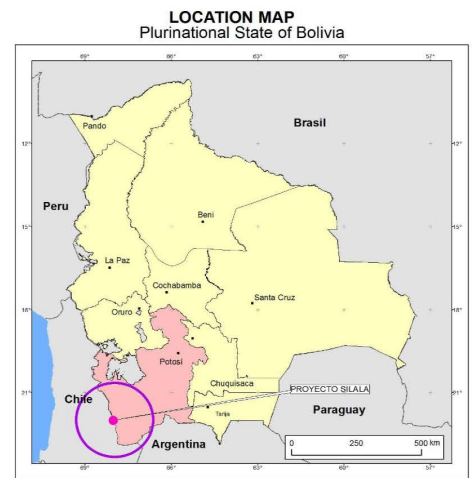 LOCATION MAP
Plurinational State of Bolivia
69° 66° 63° 60° 57°
Pando
Brasil
12° 12°
Peru
15° 15°
Beni
La Paz
Cochabamba
Santa Cruz
Oruro
18° 18°
Potosí
Chuquisaca
21° 21°
PROYECTO SILALA
Chile
Tarija
Paraguay
Argentina
0 250 500 km
69° 66° 63° 60° 57°